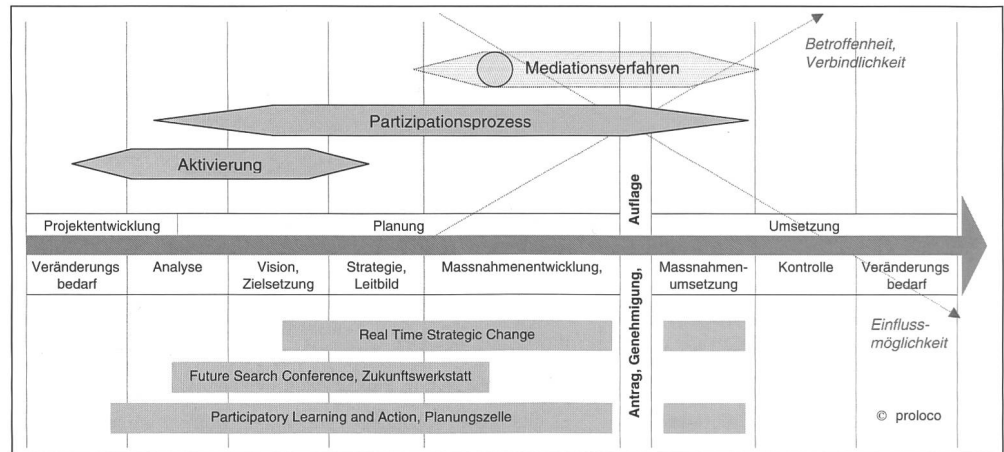 Betroffenheit,
Verbindlichkeit
Mediationsverfahren
Partizipationsprozess
Aktivierung
Auflage
Projektentwicklung
Planung
Umsetzung
Veränderungs
bedarf
Analyse
Vision,
Zielsetzung
Strategie,
Leitbild
Massnahmenentwicklung,
Massnahmen-
umsetzung
Kontrolle
Veränderungs
bedarf
Antrag, Genehmigung,
Real Time Strategic Change
Einfluss-
möglichkeit
Future Search Conference, Zukunftswerkstatt
Participatory Learning and Action, Planungszelle
© proloco